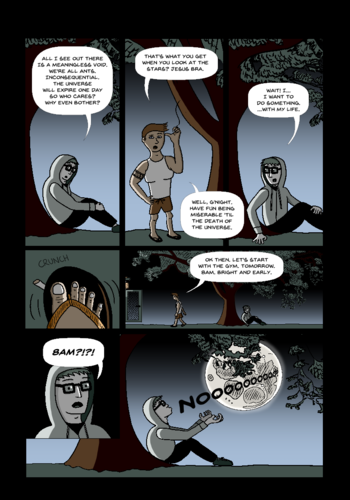 ALL I SEE OUT THERE
IS A MEANINGLESS VOID.
WE'RE ALL ANTS.
INCONSEQUENTIAL.
THE UNIVERSE
WILL EXPIRE ONE DAY
SO WHO CARES?
WHY EVEN BOTHER?
THAT'S WHAT YOU GET
WHEN YOU LOOK AT THE
STARS? JESUS BRA.
WELL, G'NIGHT,
HAVE FUN BEING
MISERABLE 'TIL
THE DEATH OF
THE UNIVERSE.
WAIT! I....
I WANT TO
DO SOMETHING,
....WITH MY LIFE.
CRUNCH
OK THEN, LET'S START
WITH THE GYM, TOMORROW.
8AM. BRIGHT AND EARLY.
8AM?!?!
NOOOOOOOOOO